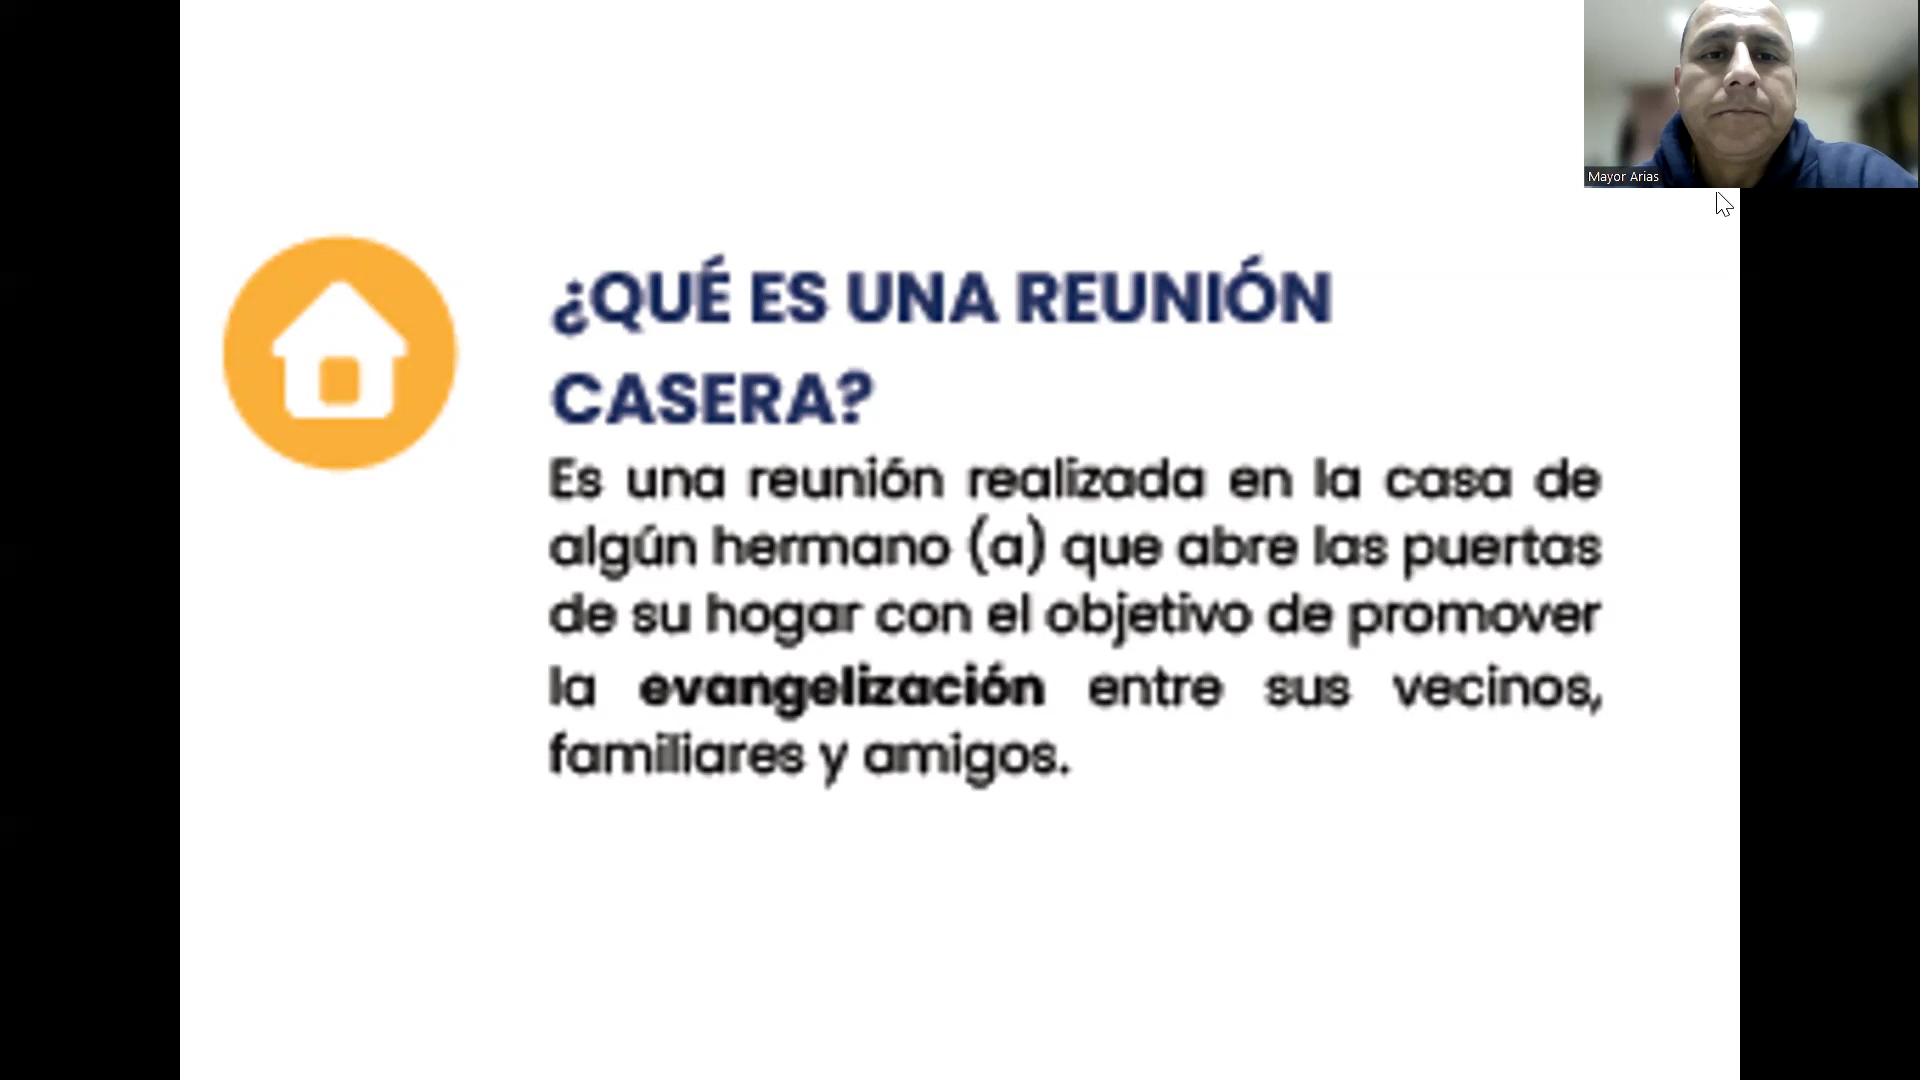 Mayor Arias
¿QUÉ ES UNA REUNIÓN
CASERA?
Es una reunión realizada en la casa de
algún hermano (a) que abre las puertas
de su hogar con el objetivo de promover
la evangelización entre sus vecinos,
familiares y amigos.